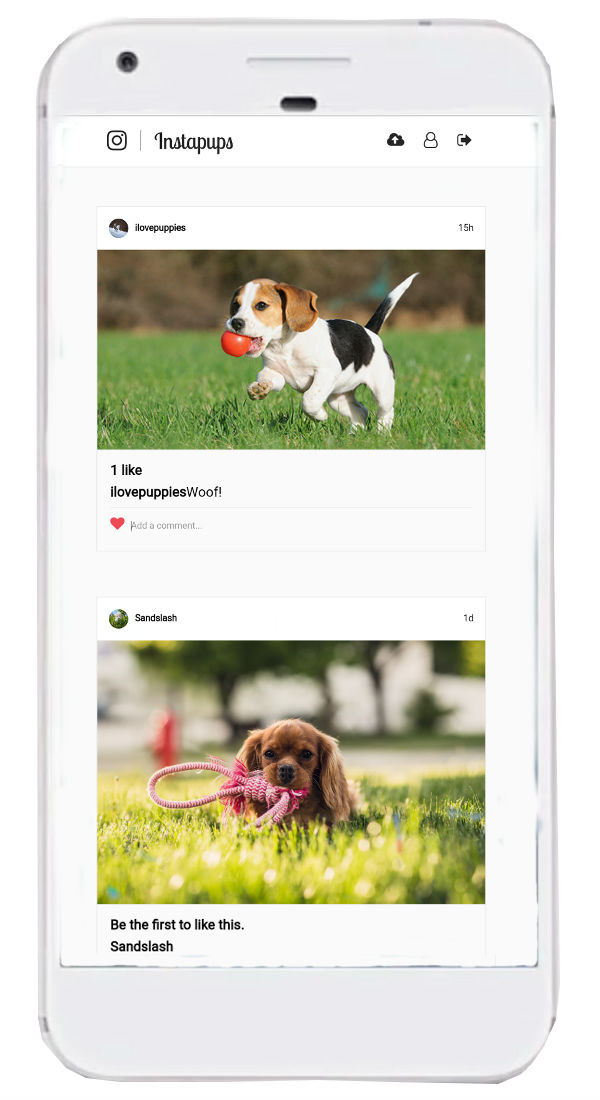 Instapups
ilovepuppies 15h
1 like
ilovepuppiesWoof!
Add a comment...
Sandslash 1d
Be the first to like this.
Sandslash